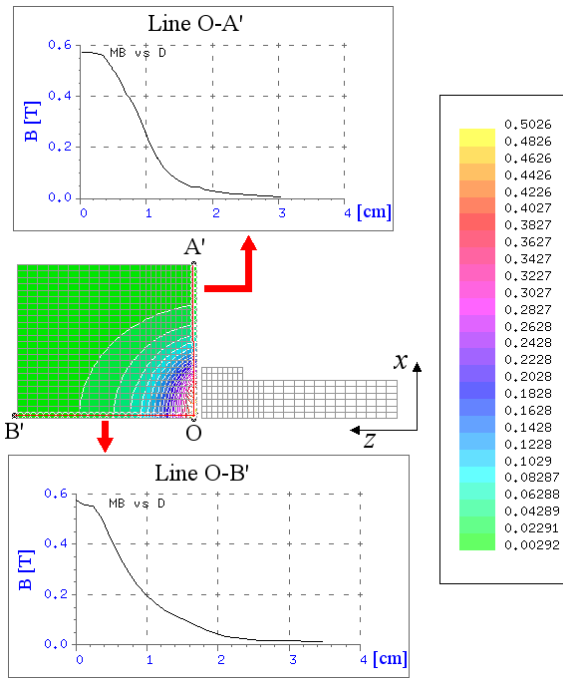 Line O-A'
MB vs D
B [T]
0.6
0.4
0.2
0.0
0 1 2 3 4 [cm]
A'
B'
O
x
z
Line O-B'
MB vs D
B [T]
0.6
0.4
0.2
0.0
0 1 2 3 4 [cm]
0.5026
0.4826
0.4626
0.4426
0.4226
0.4027
0.3827
0.3627
0.3427
0.3227
0.3027
0.2827
0.2628
0.2428
0.2228
0.2028
0.1828
0.1628
0.1428
0.1228
0.1029
0.08287
0.06288
0.04289
0.02291
0.00292